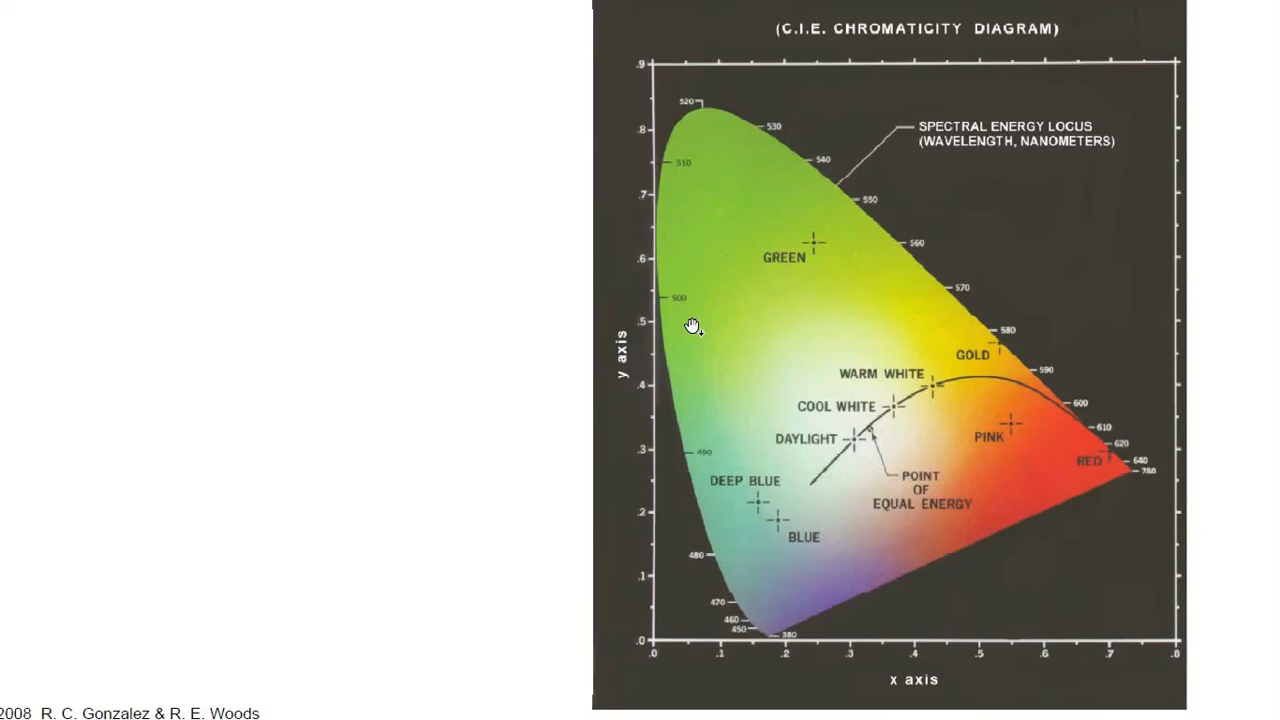 (C.I.E. CHROMATICITY DIAGRAM)
.9
520
530
SPECTRAL ENERGY LOCUS
(WAVELENGTH, NANOMETERS)
.8
510
540
.7
550
GREEN
560
.6
570
500
.5
580
y axis
GOLD
590
WARM WHITE
.4
600
COOL WHITE
610
DAYLIGHT
PINK
620
.3
490
RED
640
780
DEEP BLUE
POINT
OF
EQUAL ENERGY
.2
BLUE
480
.1
470
460
450
380
.0
.0 .1 .2 .3 .4 .5 .6 .7 .8
x axis
2008 R. C. Gonzalez & R. E. Woods